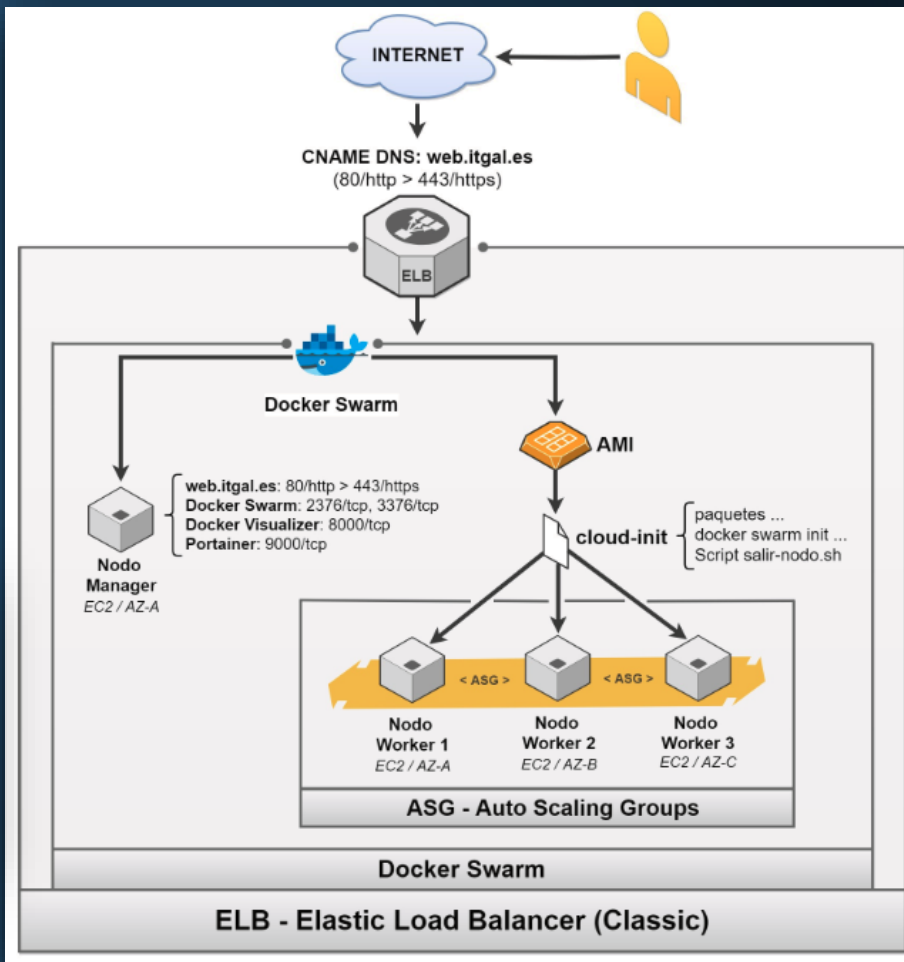 INTERNET
CNAME DNS: web.itgal.es
(80/http > 443/https)
ELB
Docker Swarm
AMI
web.itgal.es: 80/http > 443/https
Docker Swarm: 2376/tcp, 3376/tcp
Docker Visualizer: 8000/tcp
Portainer: 9000/tcp
Nodo
Manager
EC2 / AZ-A
cloud-init
paquetes ...
docker swarm init ...
Script salir-nodo.sh
< ASG >
< ASG >
Nodo
Worker 1
EC2 / AZ-A
Nodo
Worker 2
EC2 / AZ-B
Nodo
Worker 3
EC2 / AZ-C
ASG - Auto Scaling Groups
Docker Swarm
ELB - Elastic Load Balancer (Classic)